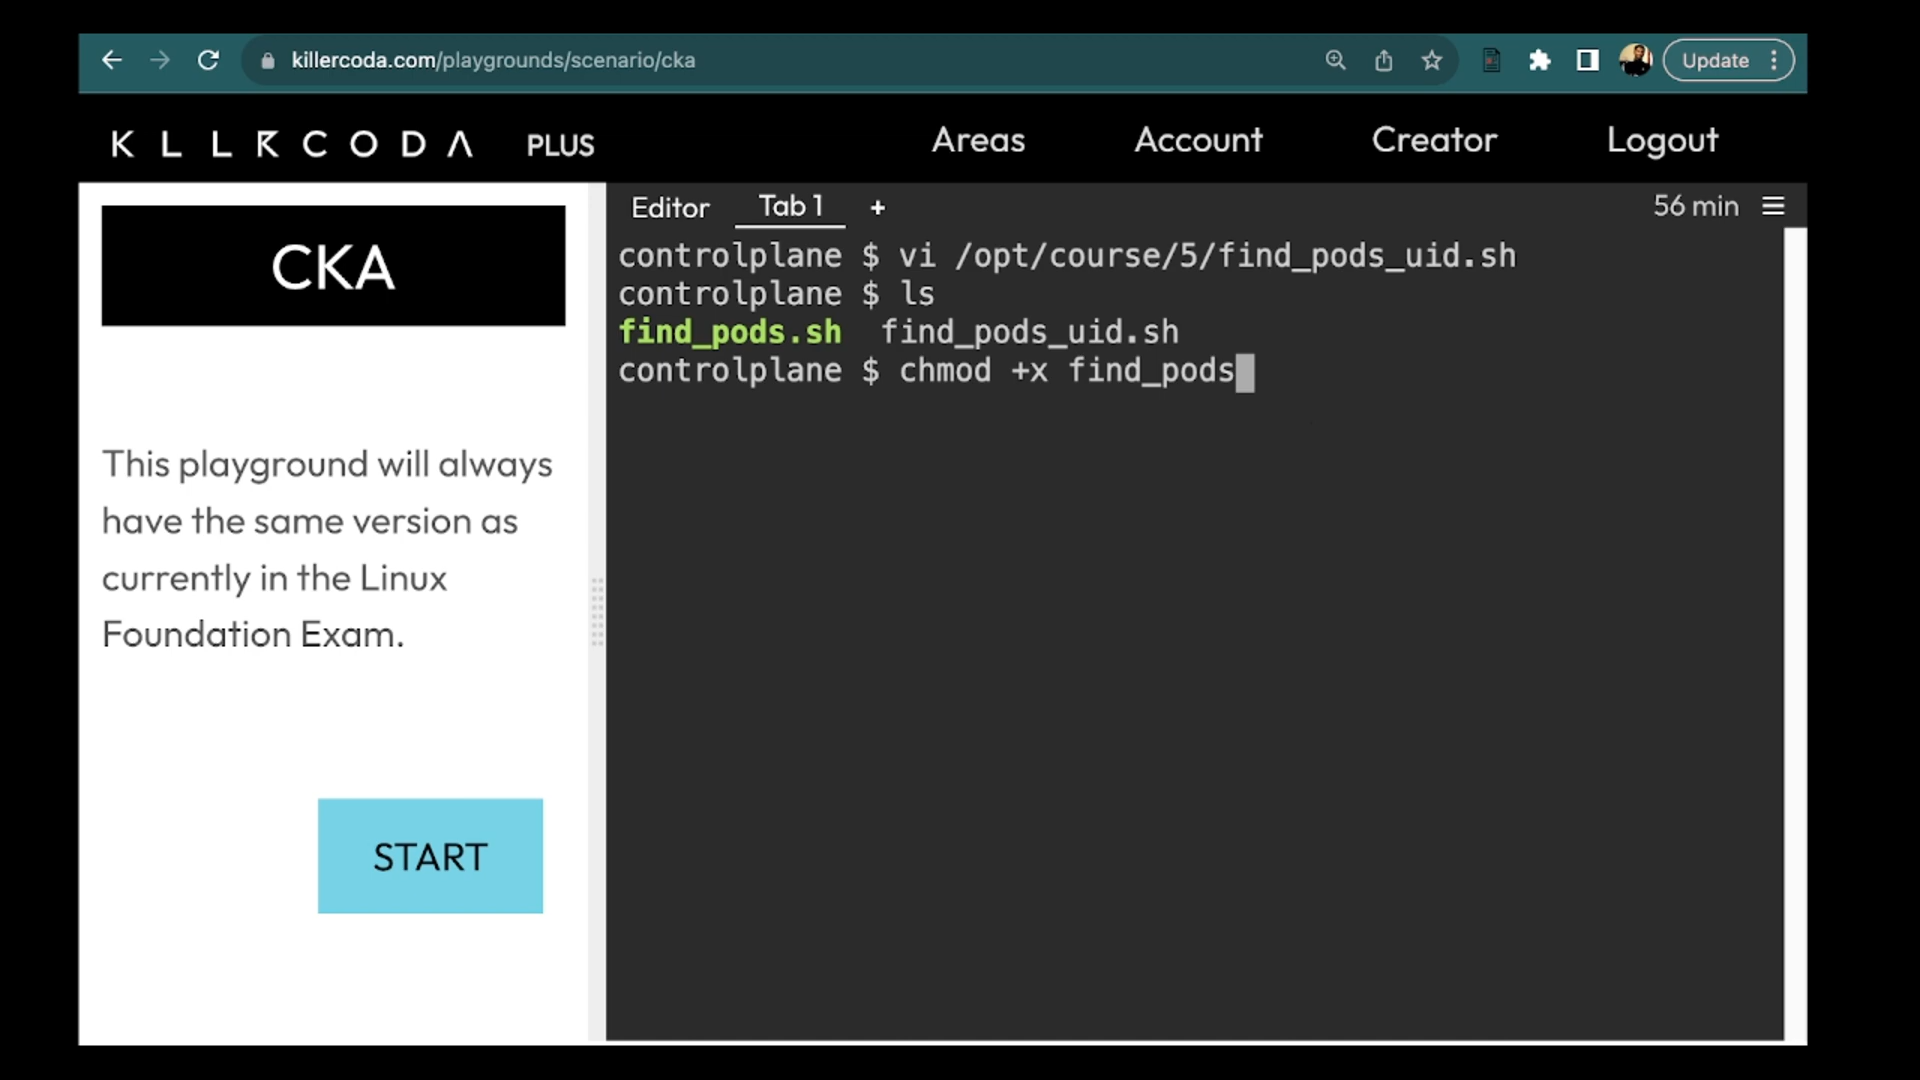 killercoda.com/playgrounds/scenario/cka
Update
KLLRCODA PLUS
Areas Account Creator Logout
CKA
This playground will always
have the same version as
currently in the Linux
Foundation Exam.
START
Editor Tab 1 +
56 min
controlplane $ vi /opt/course/5/find_pods_uid.sh
controlplane $ ls
find_pods.sh  find_pods_uid.sh
controlplane $ chmod +x find_pods